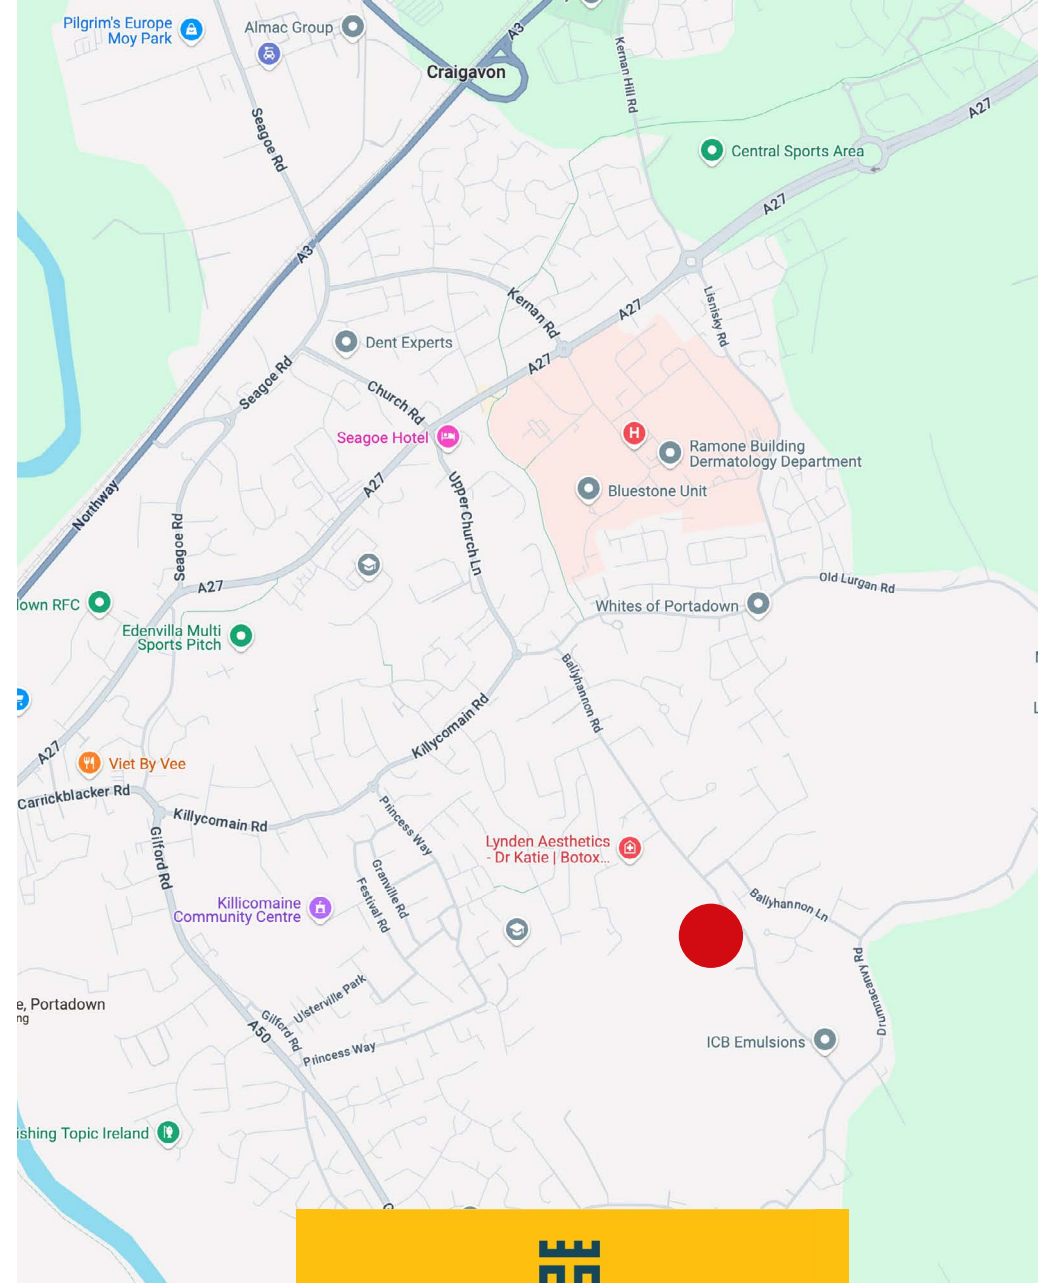 Pilgrim's Europe
Moy Park
Almac Group
A3
Craigavon
Kernan Hill Rd
A27
Seagoe Rd
Central Sports Area
A27
A3
Lisnisky Rd
Kernan Rd
A27
Dent Experts
A27
Seagoe Rd
Church Rd
Seagoe Hotel
H
Ramone Building
Dermatology Department
Bluestone Unit
Northway
A27
Upper Church Ln
Seagoe Rd
A27
Old Lurgan Rd
own RFC
Whites of Portadown
Edenvilla Multi
Sports Pitch
Ballyhannon Rd
Killycomain Rd
A27
Viet By Vee
Carrickblacker Rd
Killycomain Rd
Princess Way
Gilford Rd
Lynden Aesthetics
- Dr Katie | Botox...
Granville Rd
Festival Rd
Killicomaine
Community Centre
Ballyhannon Ln
Drumnacanvy Rd
e, Portadown
ng
Ulsterville Park
Gilford Rd
A50
Princess Way
ICB Emulsions
ishing Topic Ireland